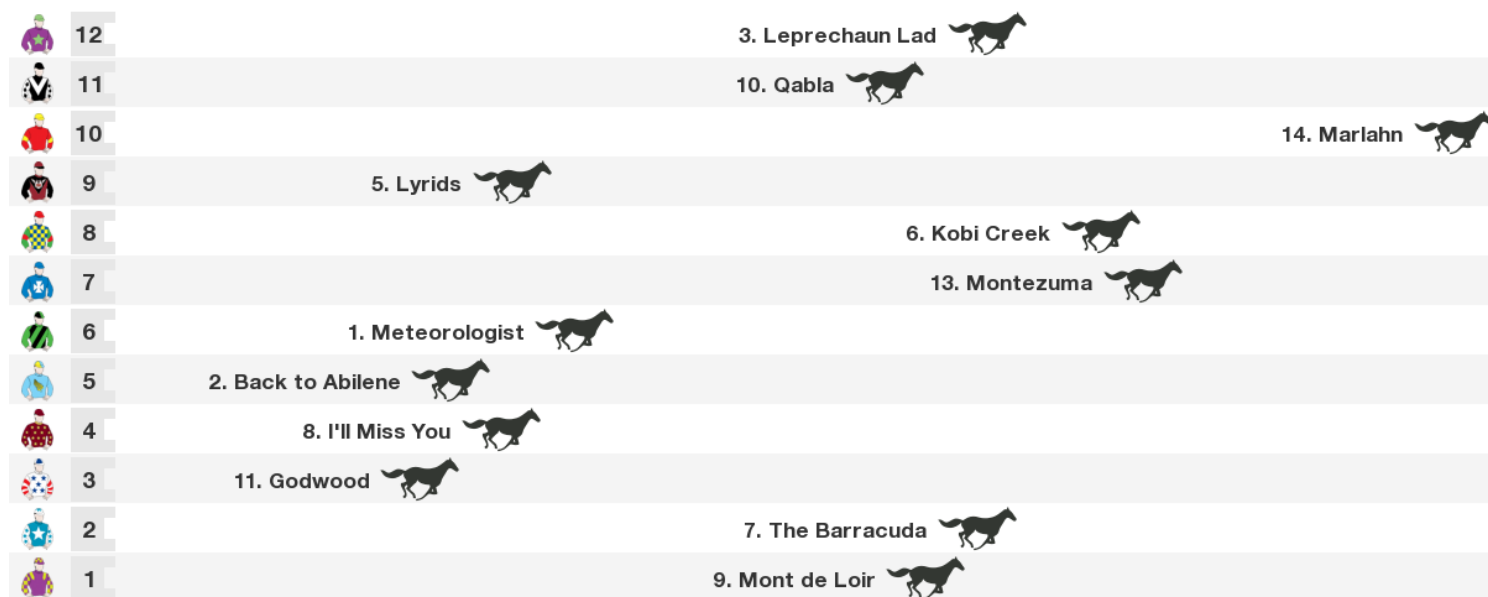 12 3. Leprechaun Lad
11 10. Qabla
10 14. Marlahn
9 5. Lyrids
8 6. Kobi Creek
7 13. Montezuma
6 1. Meteorologist
5 2. Back to Abilene
4 8. I'll Miss You
3 11. Godwood
2 7. The Barracuda
1 9. Mont de Loir